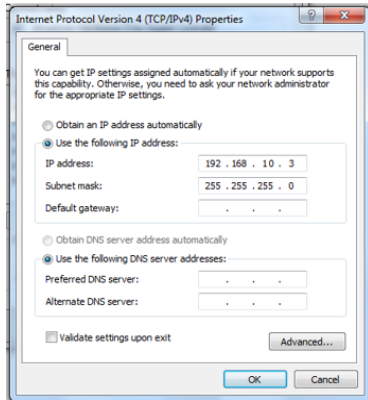 Internet Protocol Version 4 (TCP/IPv4) Properties
General
You can get IP settings assigned automatically if your network supports
this capability. Otherwise, you need to ask your network administrator
for the appropriate IP settings.
Obtain an IP address automatically
Use the following IP address:
IP address: 192 . 168 . 10 . 3
Subnet mask: 255 . 255 . 255 . 0
Default gateway: . . .
Obtain DNS server address automatically
Use the following DNS server addresses:
Preferred DNS server: . . .
Alternate DNS server: . . .
Validate settings upon exit
Advanced...
OK Cancel